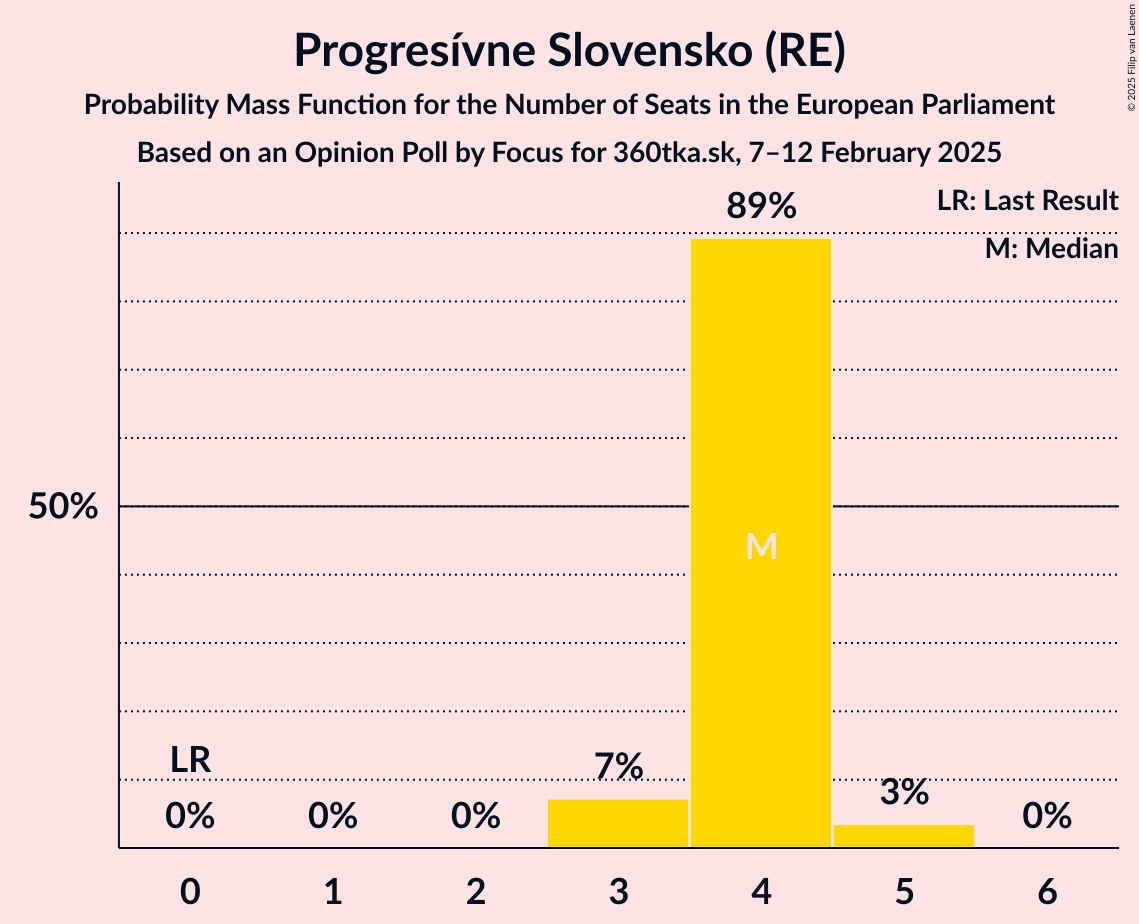 Progresívne Slovensko (RE)
Probability Mass Function for the Number of Seats in the European Parliament
Based on an Opinion Poll by Focus for 360tka.sk, 7–12 February 2025
© 2025 Filip van Laenen
LR: Last Result
M: Median
89%
50%
M
LR
7%
3%
0% 0% 0% 0%
0 1 2 3 4 5 6